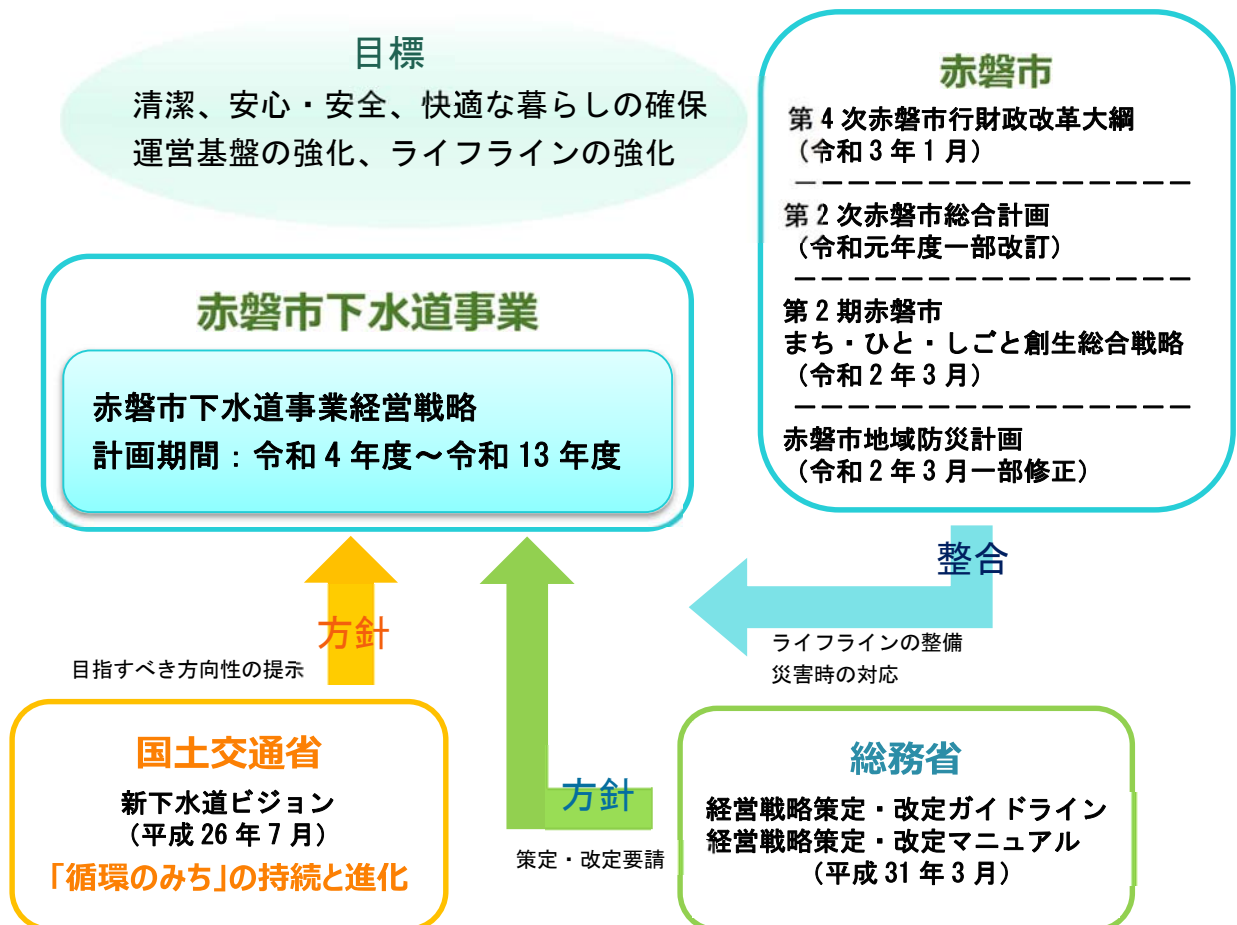 目標
清潔、安心・安全、快適な暮らしの確保
運営基盤の強化、ライフラインの強化
赤磐市
第4次赤磐市行財政改革大綱
（令和3年1月）
第2次赤磐市総合計画
（令和元年度一部改訂）
第2期赤磐市
まち・ひと・しごと創生総合戦略
（令和2年3月）
赤磐市地域防災計画
（令和2年3月一部修正）
赤磐市下水道事業
赤磐市下水道事業経営戦略
計画期間：令和4年度～令和13年度
整合
ライフラインの整備
災害時の対応
方針
目指すべき方向性の提示
国土交通省
新下水道ビジョン
（平成26年7月）
「循環のみち」の持続と進化
方針
策定・改定要請
総務省
経営戦略策定・改定ガイドライン
経営戦略策定・改定マニュアル
（平成31年3月）